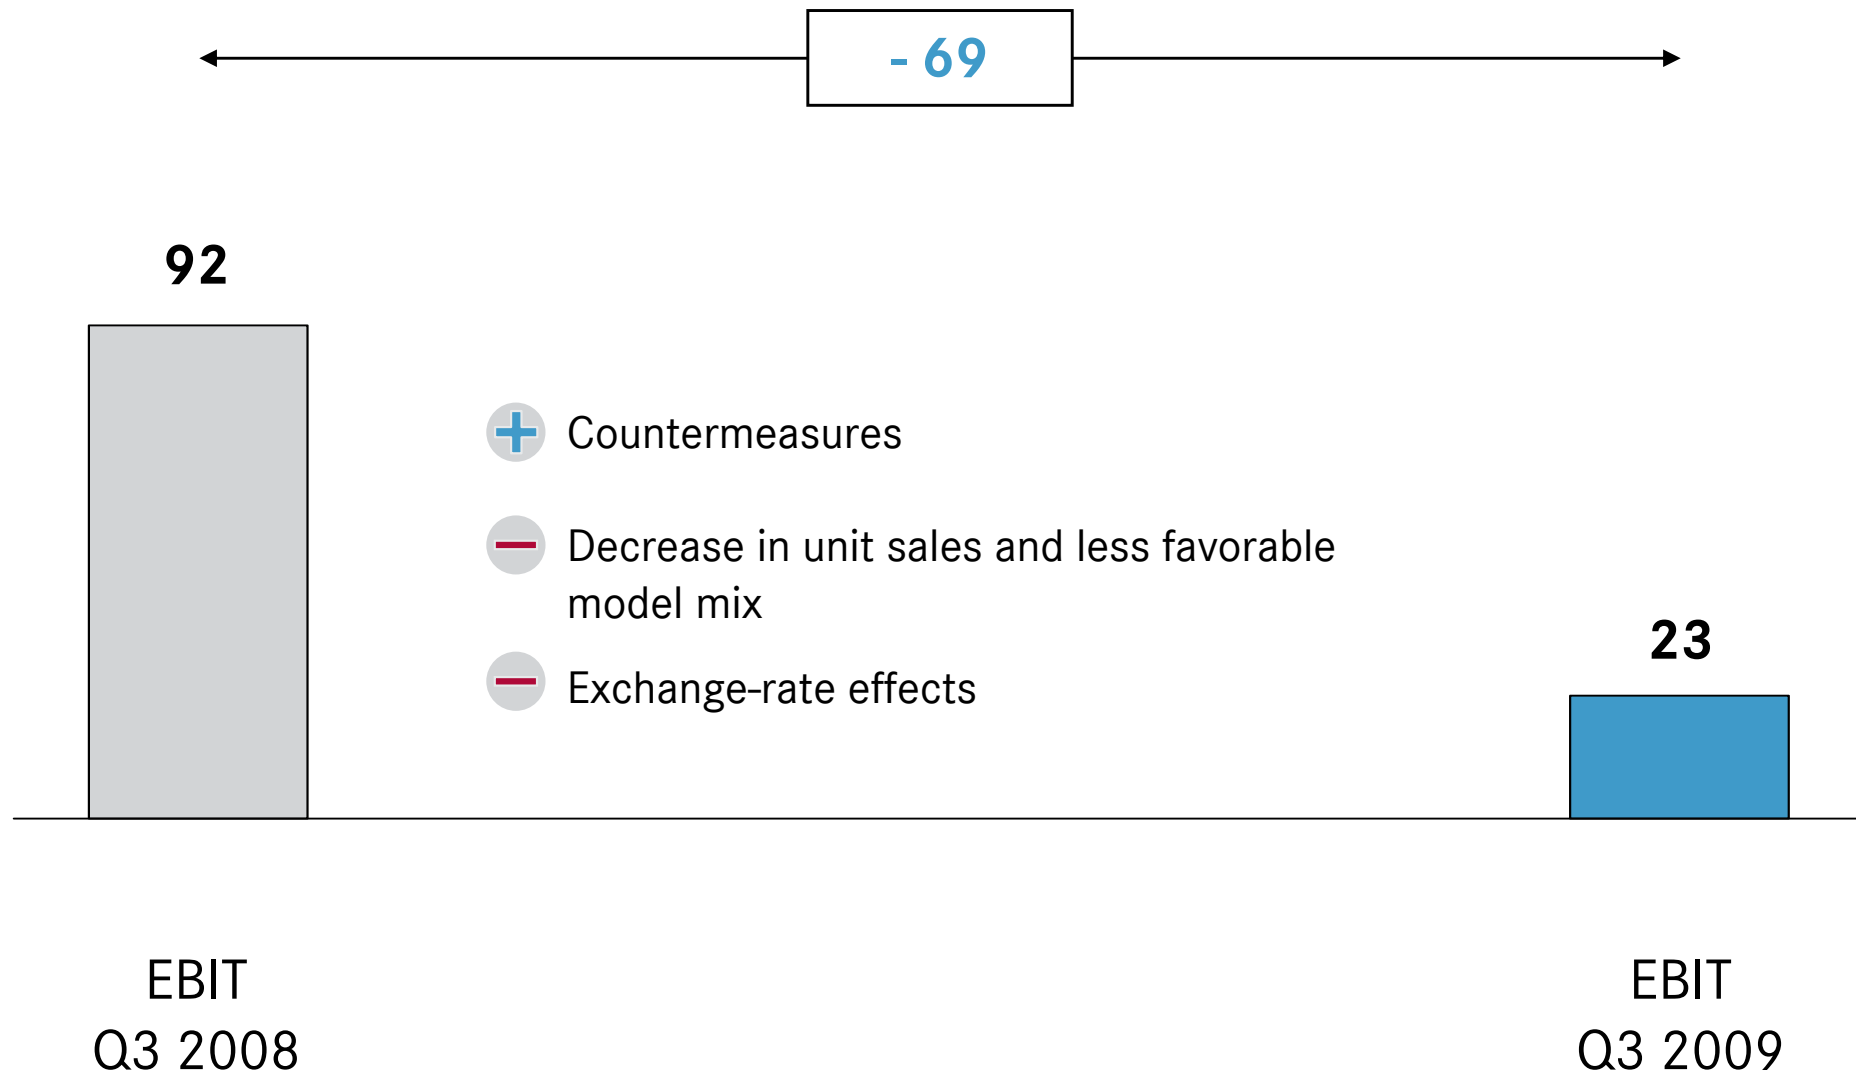 - 69
92
Countermeasures
Decrease in unit sales and less favorable
model mix
Exchange-rate effects
23
EBIT
Q3 2008
EBIT
Q3 2009